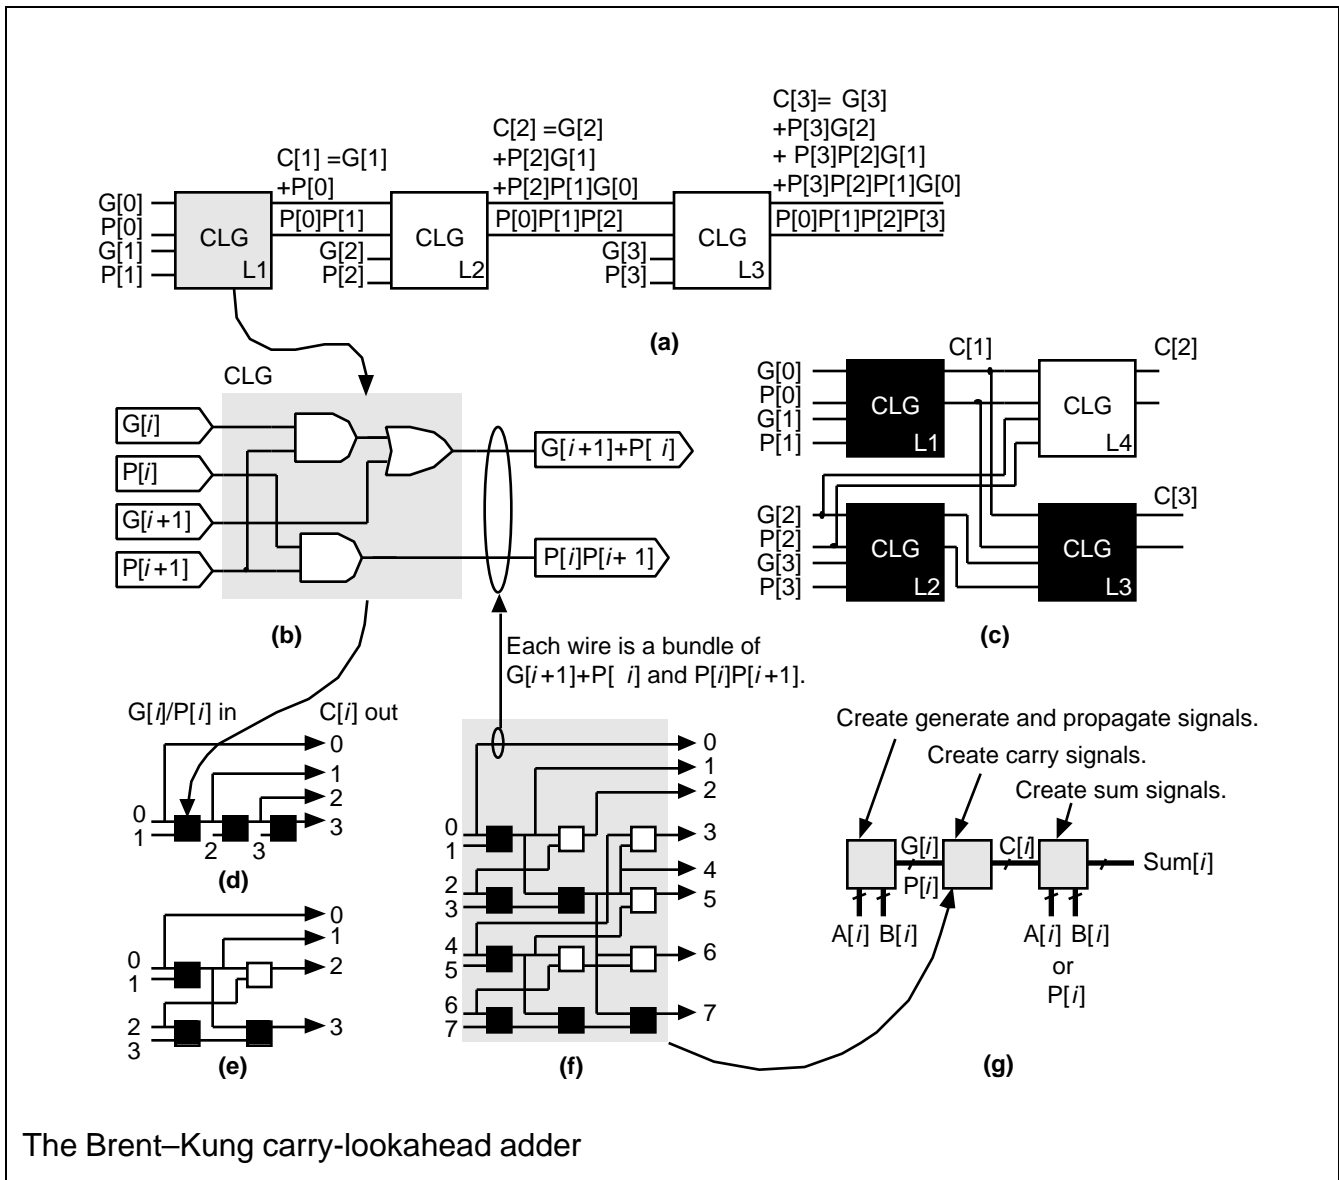 C[1] =G[1]
+P[0]
C[2] =G[2]
+P[2]G[1]
+P[2]P[1]G[0]
C[3]= G[3]
+P[3]G[2]
+ P[3]P[2]G[1]
+P[3]P[2]P[1]G[0]
G[0]
P[0]
G[1]
P[1]
CLG
L1
P[0]P[1]
G[2]
P[2]
CLG
L2
P[0]P[1]P[2]
G[3]
P[3]
CLG
L3
P[0]P[1]P[2]P[3]
(a)
CLG
G[i]
P[i]
G[i+1]
P[i+1]
G[i+1]+P[ i]
P[i]P[i+ 1]
(b)
G[0]
P[0]
G[1]
P[1]
CLG
L1
C[1]
CLG
L4
C[2]
G[2]
P[2]
G[3]
P[3]
CLG
L2
CLG
L3
C[3]
(c)
Each wire is a bundle of
G[i+1]+P[ i] and P[i]P[i+1].
G[i]/P[i] in
C[i] out
0
1
2
3
0
1
2
3
(d)
0
1
2
3
0
1
2
3
(e)
0
1
2
3
4
5
6
7
0
1
2
3
4
5
6
7
(f)
Create generate and propagate signals.
Create carry signals.
Create sum signals.
G[i]
P[i]
C[i]
Sum[i]
A[i] B[i]
A[i] B[i]
or
P[i]
(g)
The Brent–Kung carry-lookahead adder